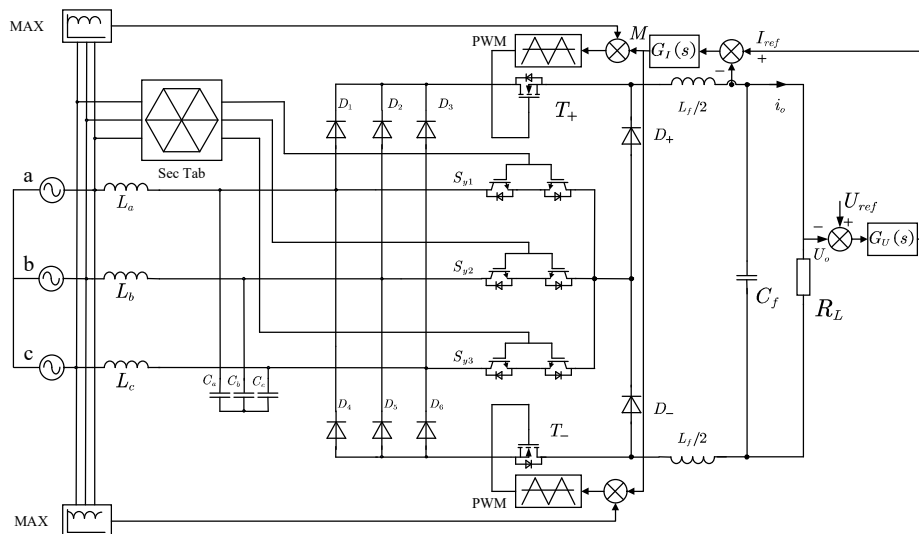 MAX
PWM
M
G_I(s)
I_ref
+
−
T_+
L_f/2
i_o
D_1
D_2
D_3
D_+
Sec Tab
a
L_a
S_y1
U_ref
−
+
U_o
G_U(s)
b
L_b
S_y2
C_f
R_L
c
L_c
S_y3
C_a
C_b
C_c
D_4
D_5
D_6
T_−
D_−
L_f/2
PWM
MAX